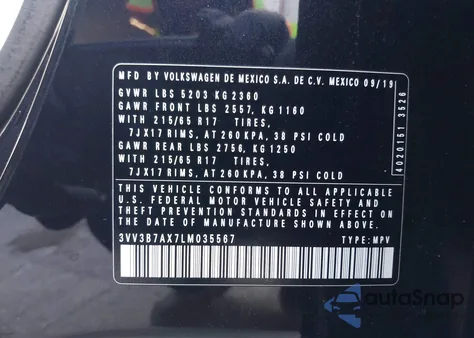 MFD BY VOLKSWAGEN DE MEXICO S.A. DE C.V. MEXICO 09/19
GVWR LBS 5203 KG 2360
GAWR FRONT LBS 2557, KG 1160
WITH 215/65 R17 TIRES,
7JX17 RIMS, AT 260 KPA, 38 PSI COLD
GAWR REAR LBS 2756, KG 1250
WITH 215/65 R17 TIRES,
7JX17 RIMS, AT 260 KPA, 38 PSI COLD
THIS VEHICLE CONFORMS TO ALL APPLICABLE
U.S. FEDERAL MOTOR VEHICLE SAFETY AND
THEFT PREVENTION STANDARDS IN EFFECT
ON THE DATE OF MANUFACTURE SHOWN ABOVE.
3VV3B7AX7LM035567 TYPE: MPV
4020151 3526
autoSnap